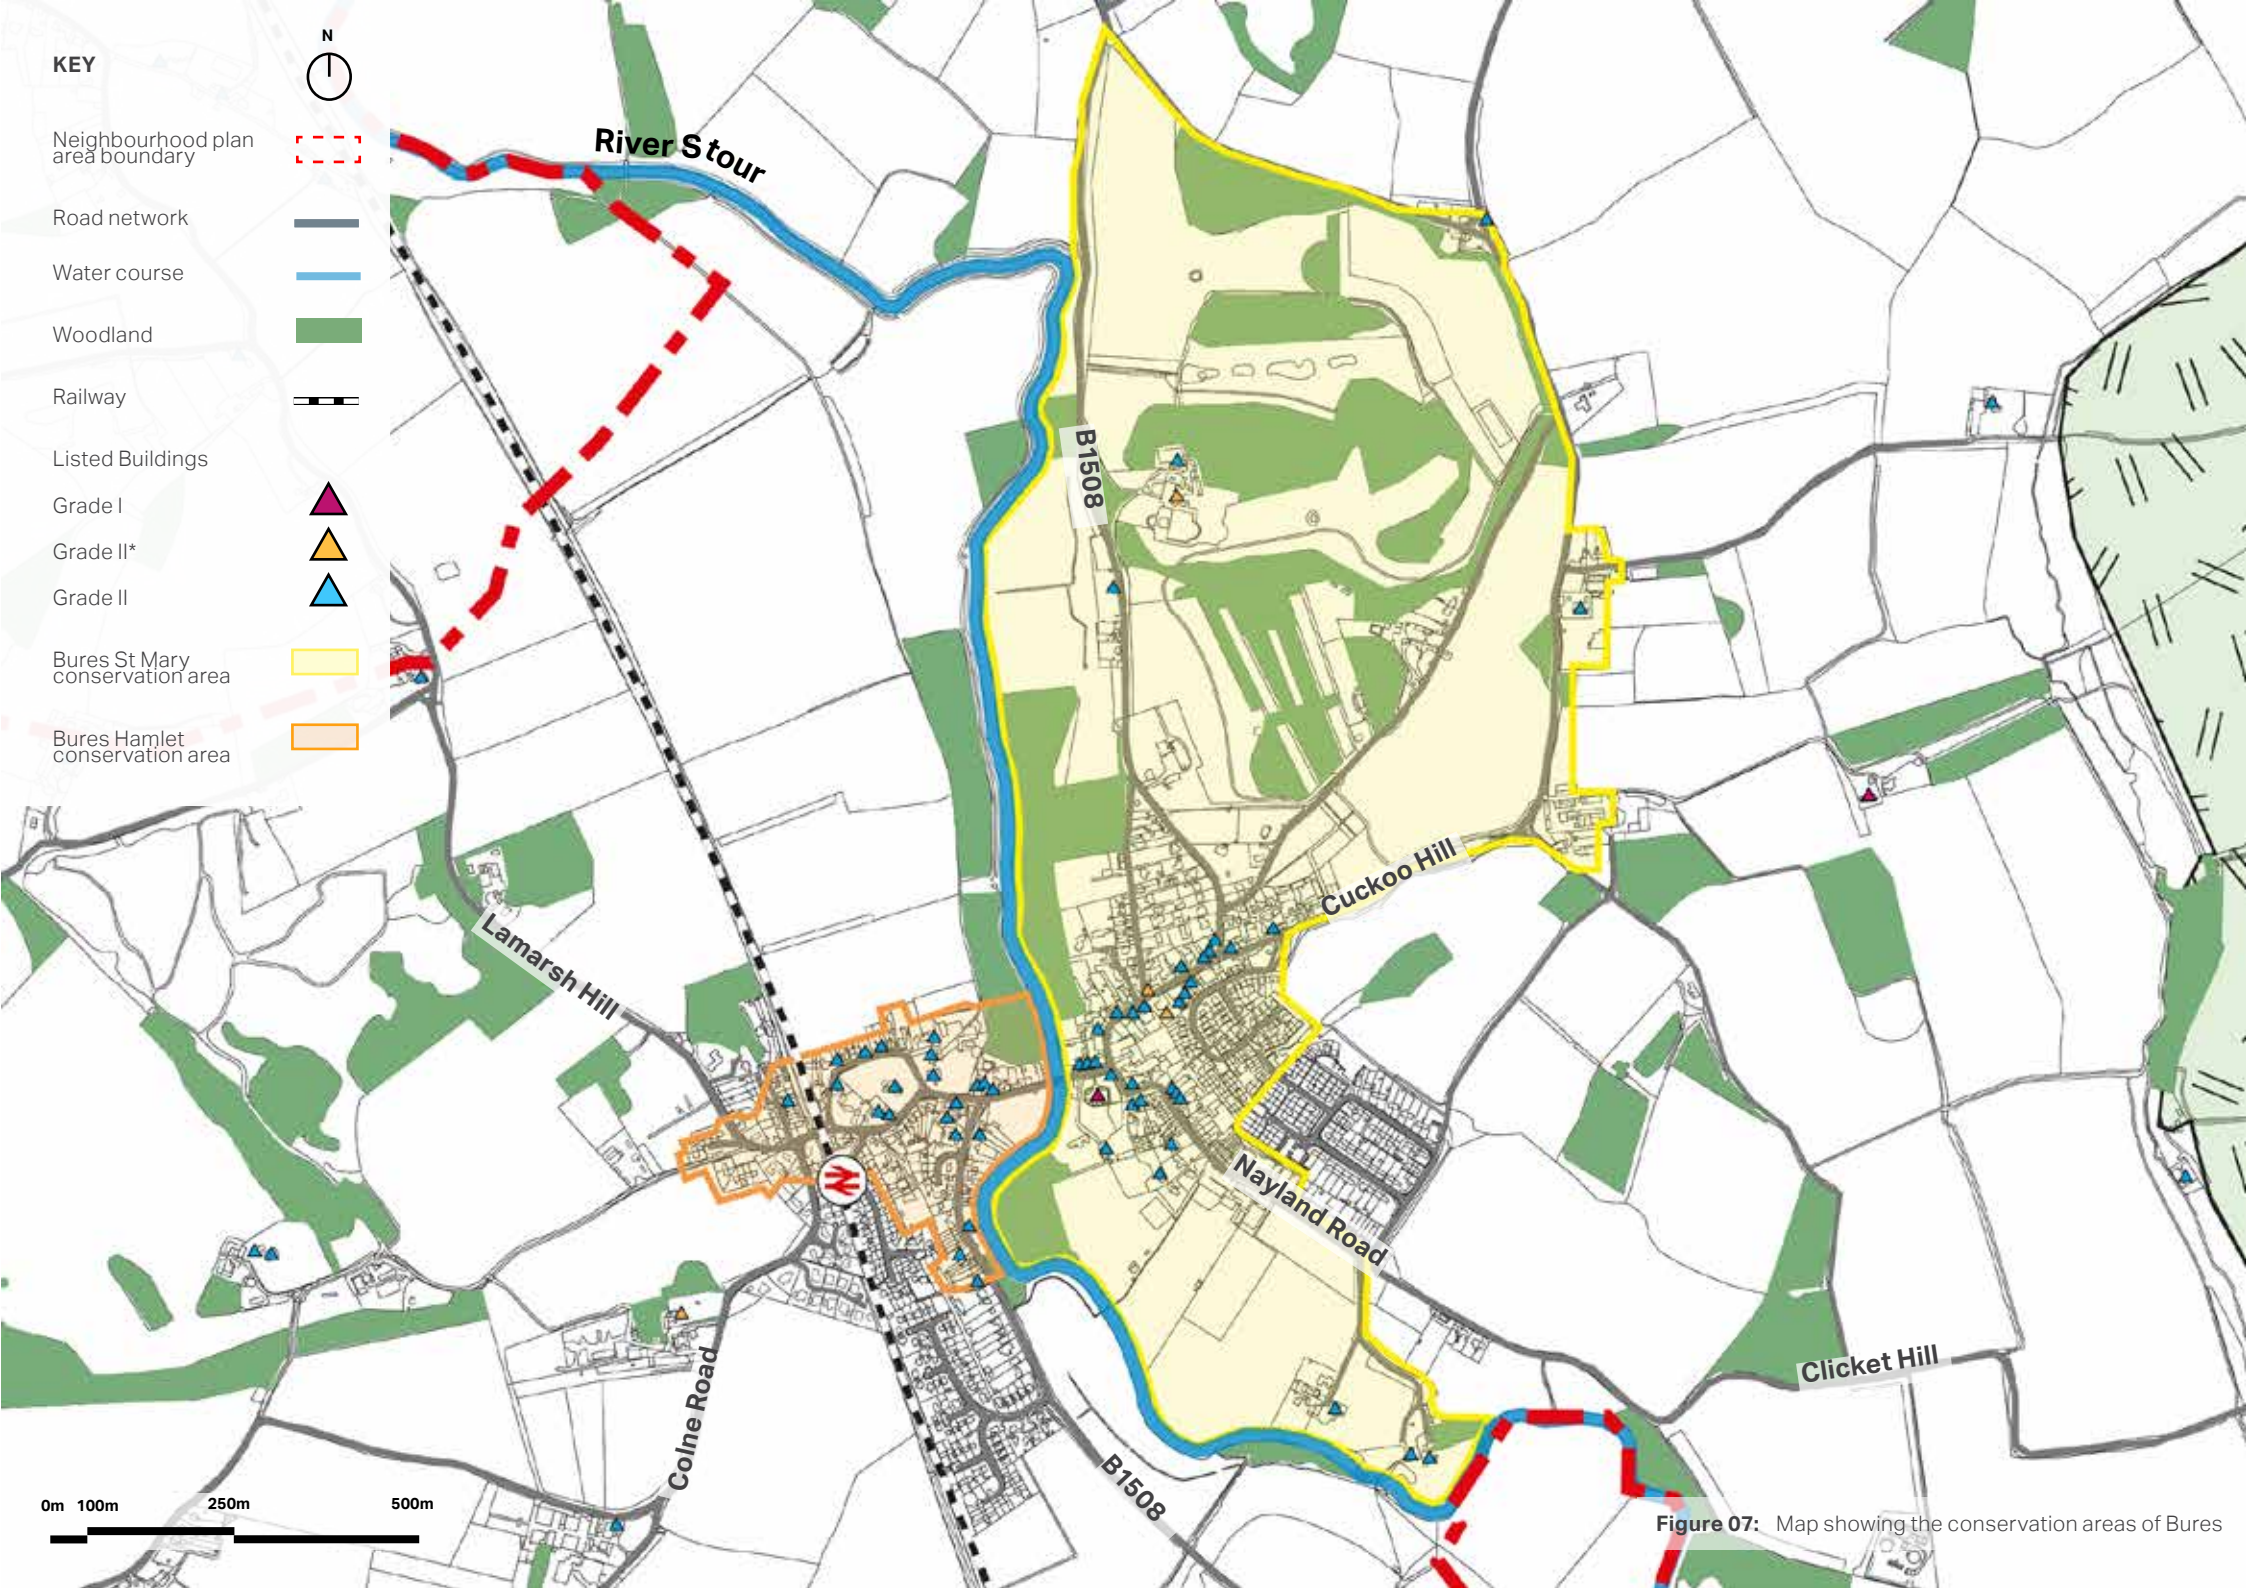 KEY
N
Neighbourhood plan
area boundary
Road network
Water course
Woodland
Railway
Listed Buildings
Grade I
Grade II*
Grade II
Bures St Mary
conservation area
Bures Hamlet
conservation area
River Stour
B1508
Cuckoo Hill
Lamarsh Hill
Nayland Road
Clicket Hill
Colne Road
B1508
0m 100m 250m 500m
Figure 07: Map showing the conservation areas of Bures